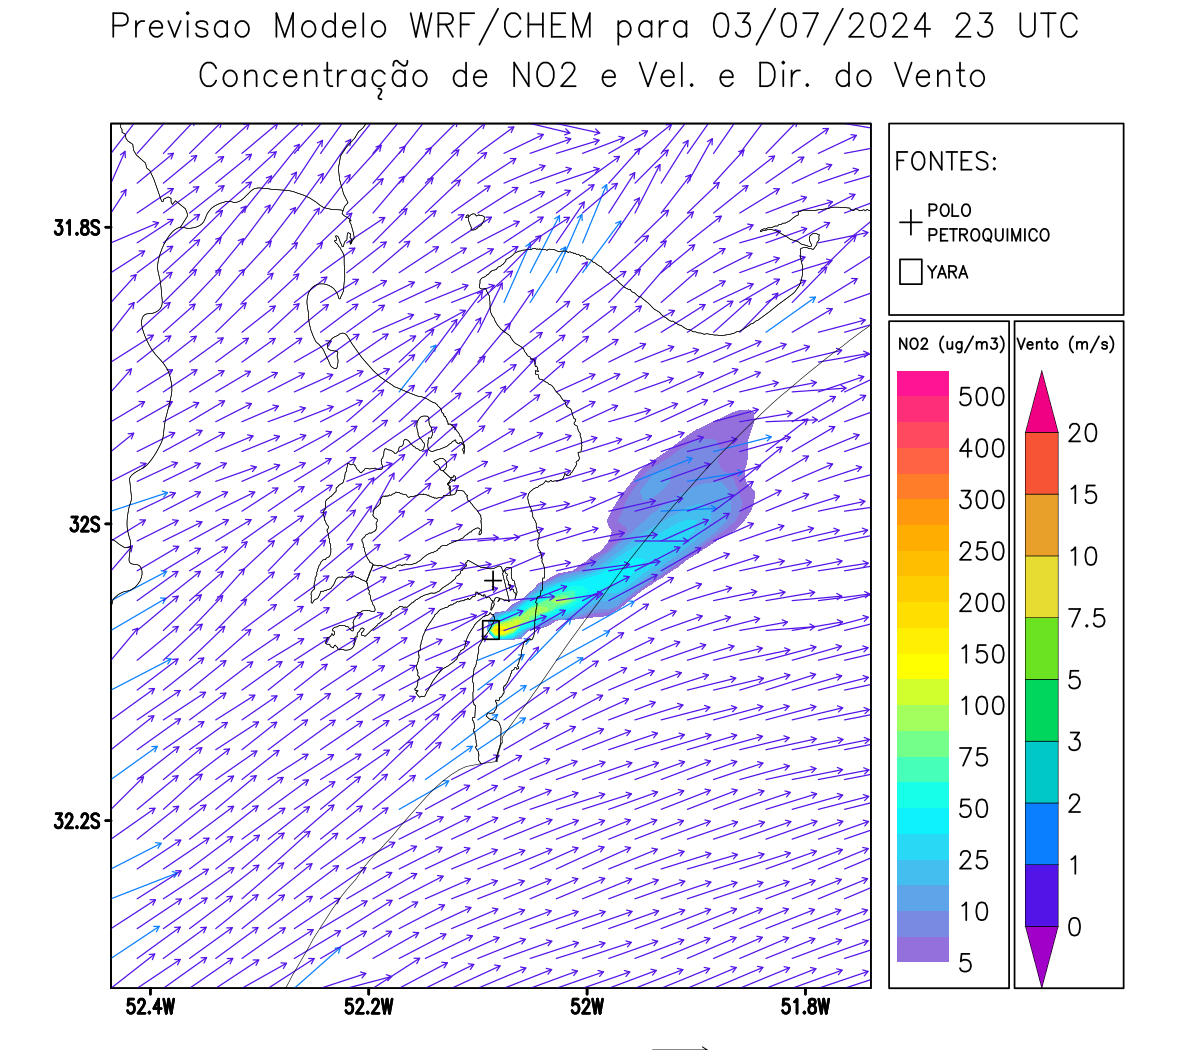 Previsao Modelo WRF/CHEM para 03/07/2024 23 UTC
Concentração de NO2 e Vel. e Dir. do Vento
FONTES:
POLO
PETROQUIMICO
YARA
NO2 (ug/m3)
500
400
300
250
200
150
100
75
50
25
10
5
Vento (m/s)
20
15
10
7.5
5
3
2
1
0
31.8S
32S
32.2S
52.4W
52.2W
52W
51.8W